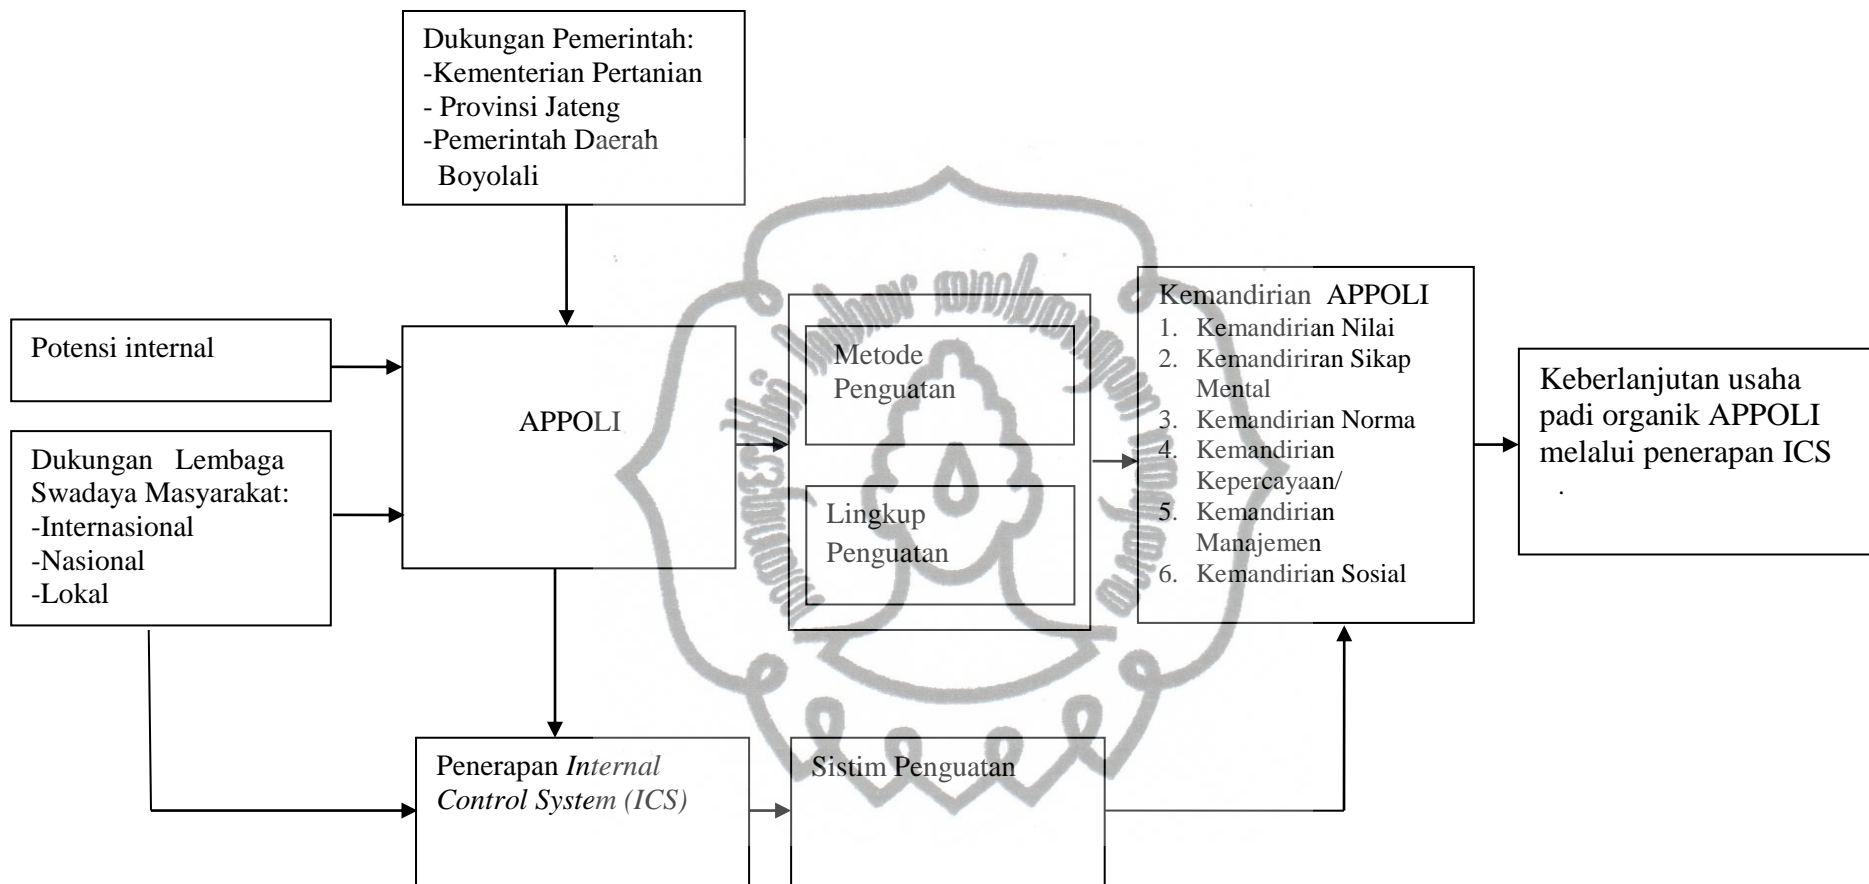 Dukungan Pemerintah:
-Kementerian Pertanian
- Provinsi Jateng
-Pemerintah Daerah
Boyolali
Potensi internal
Dukungan Lembaga
Swadaya Masyarakat:
-Internasional
-Nasional
-Lokal
APPOLI
Metode
Penguatan
Lingkup
Penguatan
Kemandirian APPOLI
1. Kemandirian Nilai
2. Kemandiriran Sikap
Mental
3. Kemandirian Norma
4. Kemandirian
Kepercayaan/
5. Kemandirian
Manajemen
6. Kemandirian Sosial
Keberlanjutan usaha
padi organik APPOLI
melalui penerapan ICS
.
Penerapan Internal
Control System (ICS)
Sistim Penguatan